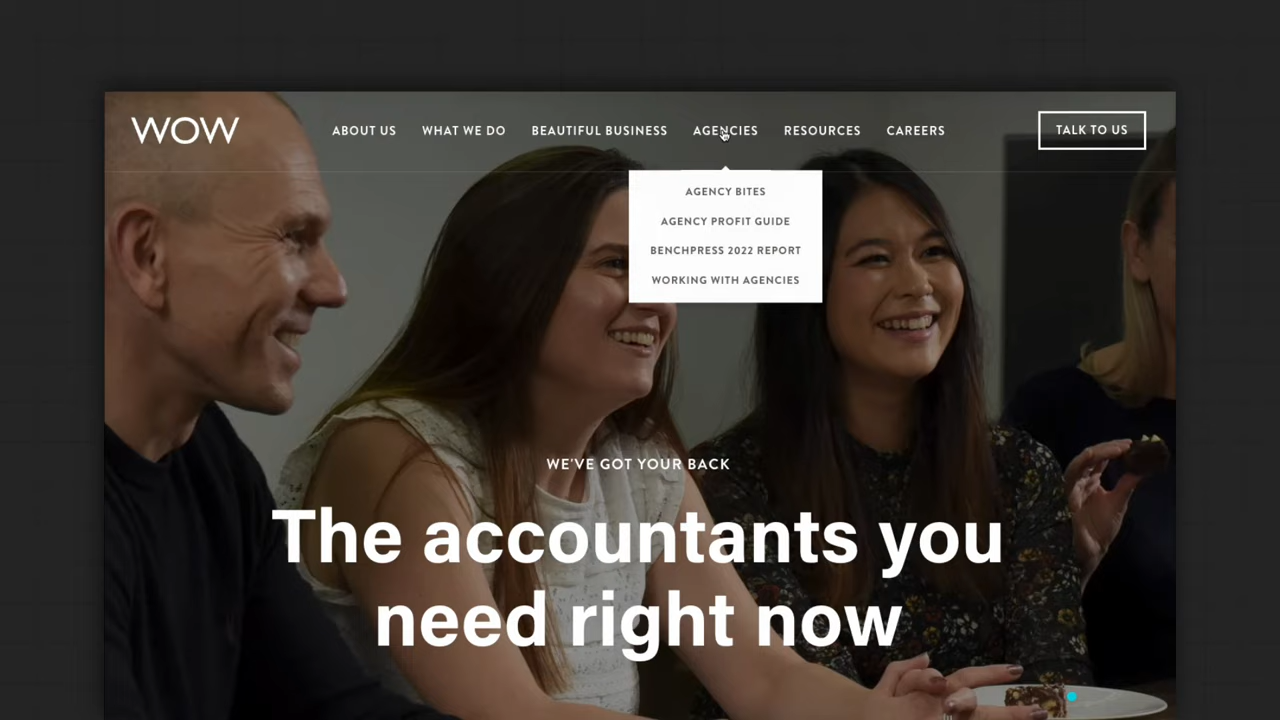 WOW
ABOUT US
WHAT WE DO
BEAUTIFUL BUSINESS
AGENCIES
RESOURCES
CAREERS
TALK TO US
AGENCY BITES
AGENCY PROFIT GUIDE
BENCHPRESS 2022 REPORT
WORKING WITH AGENCIES
WE'VE GOT YOUR BACK
The accountants you
need right now